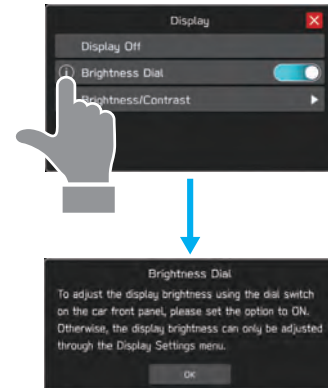 Display
Display Off
Brightness Dial
Brightness/Contrast
Brightness Dial
To adjust the display brightness using the dial switch
on the car front panel, please set the option to ON.
Otherwise, the display brightness can only be adjusted
through the Display Settings menu.
OK